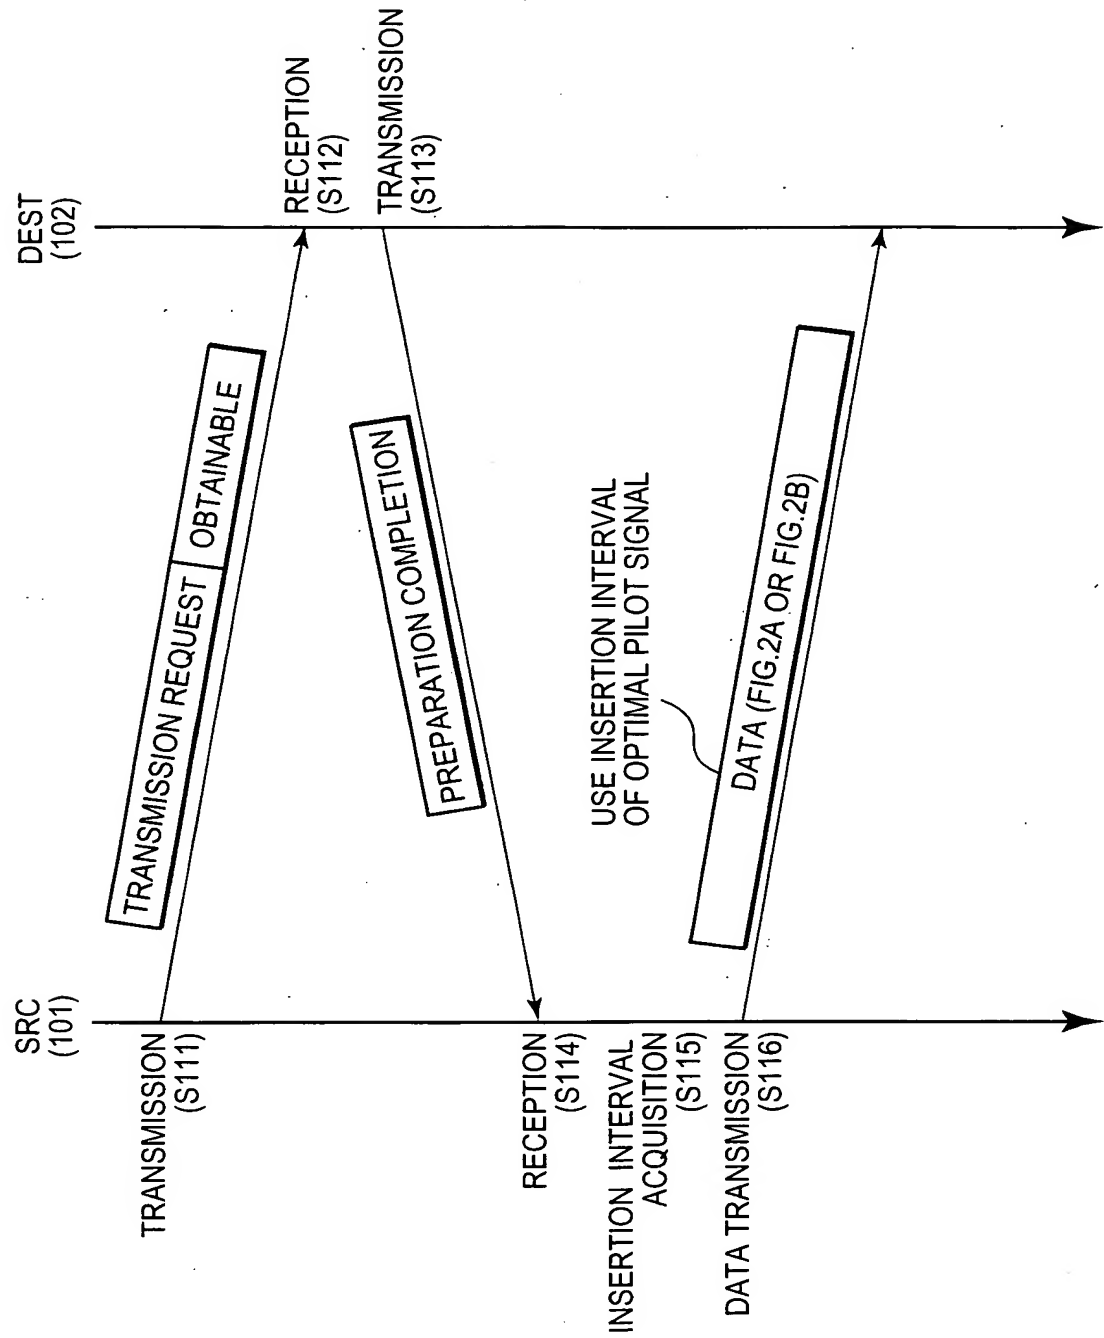 SRC
(101)
DEST
(102)
TRANSMISSION
(S111)
TRANSMISSION REQUEST
OBTAINABLE
RECEPTION
(S112)
TRANSMISSION
(S113)
PREPARATION COMPLETION
RECEPTION
(S114)
INSERTION INTERVAL
ACQUISITION
(S115)
USE INSERTION INTERVAL
OF OPTIMAL PILOT SIGNAL
DATA TRANSMISSION
(S116)
DATA (FIG.2A OR FIG.2B)